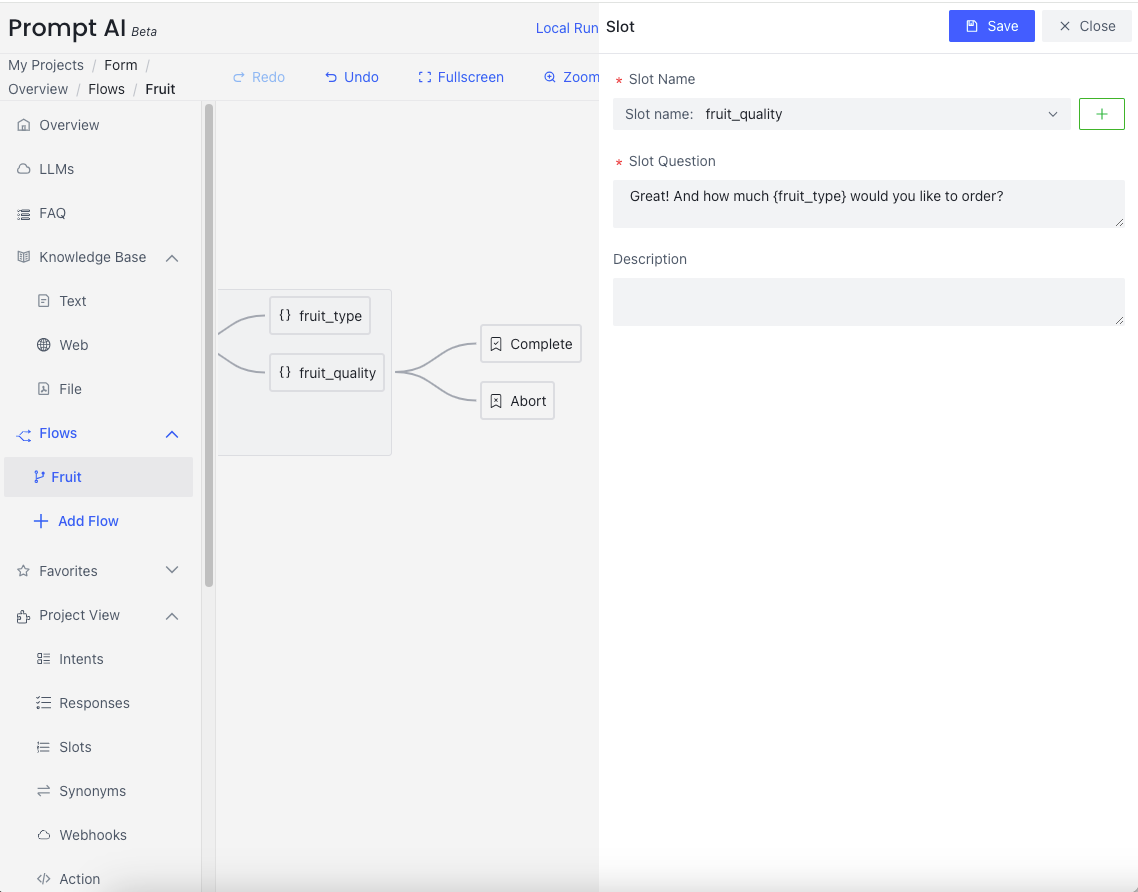 Prompt AI Beta
Local Run
My Projects / Form /
Overview / Flows / Fruit
Redo Undo Fullscreen Zoom
Overview
LLMs
FAQ
Knowledge Base
Text
Web
File
Flows
Fruit
+ Add Flow
Favorites
Project View
Intents
Responses
Slots
Synonyms
Webhooks
Action
{} fruit_type
{} fruit_quality
Complete
Abort
Slot
Save
Close
* Slot Name
Slot name: fruit_quality
+
* Slot Question
Great! And how much {fruit_type} would you like to order?
Description